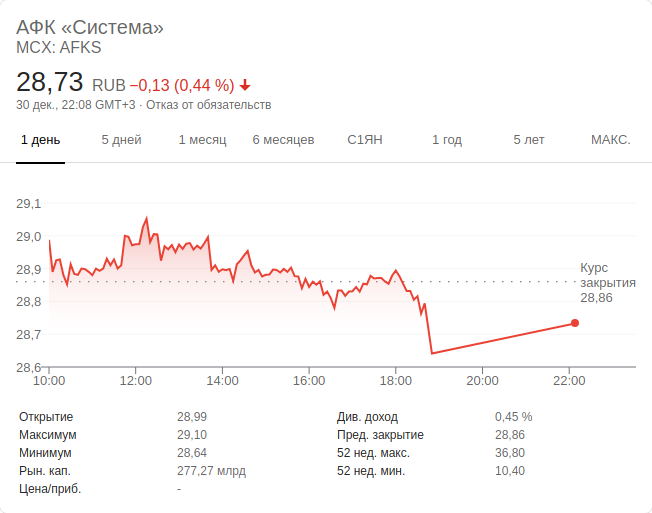 АФК «Система»
MCX: AFKS
28,73 RUB −0,13 (0,44 %)
30 дек., 22:08 GMT+3 · Отказ от обязательств
1 день 5 дней 1 месяц 6 месяцев С1ЯН 1 год 5 лет МАКС.
29,1
29,0
28,9
28,8
28,7
28,6
Курс
закрытия
28,86
10:00 12:00 14:00 16:00 18:00 20:00 22:00
Открытие 28,99 Див. доход 0,45 %
Максимум 29,10 Пред. закрытие 28,86
Минимум 28,64 52 нед. макс. 36,80
Рын. кап. 277,27 млрд 52 нед. мин. 10,40
Цена/приб. -